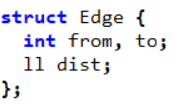 struct Edge {
  int from, to;
  ll dist;
};